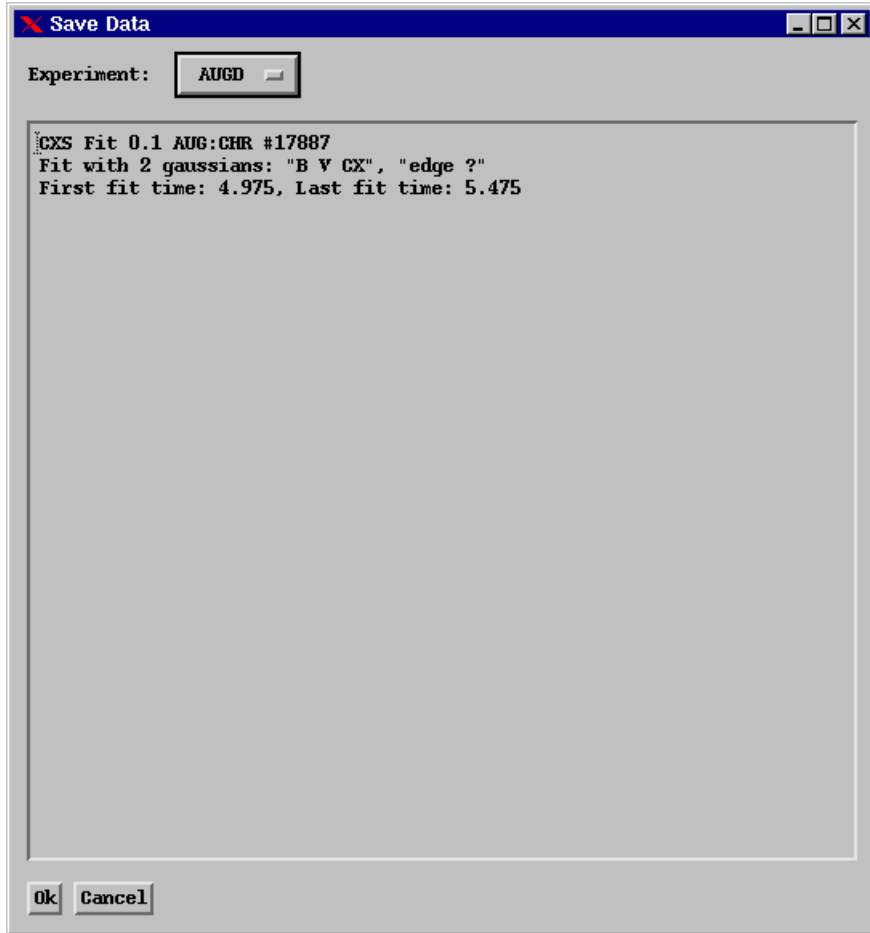 Save Data
Experiment: AUGD
CXS Fit 0.1 AUG:CHR #17887
Fit with 2 gaussians: "B V CX", "edge ?"
First fit time: 4.975, Last fit time: 5.475
Ok Cancel